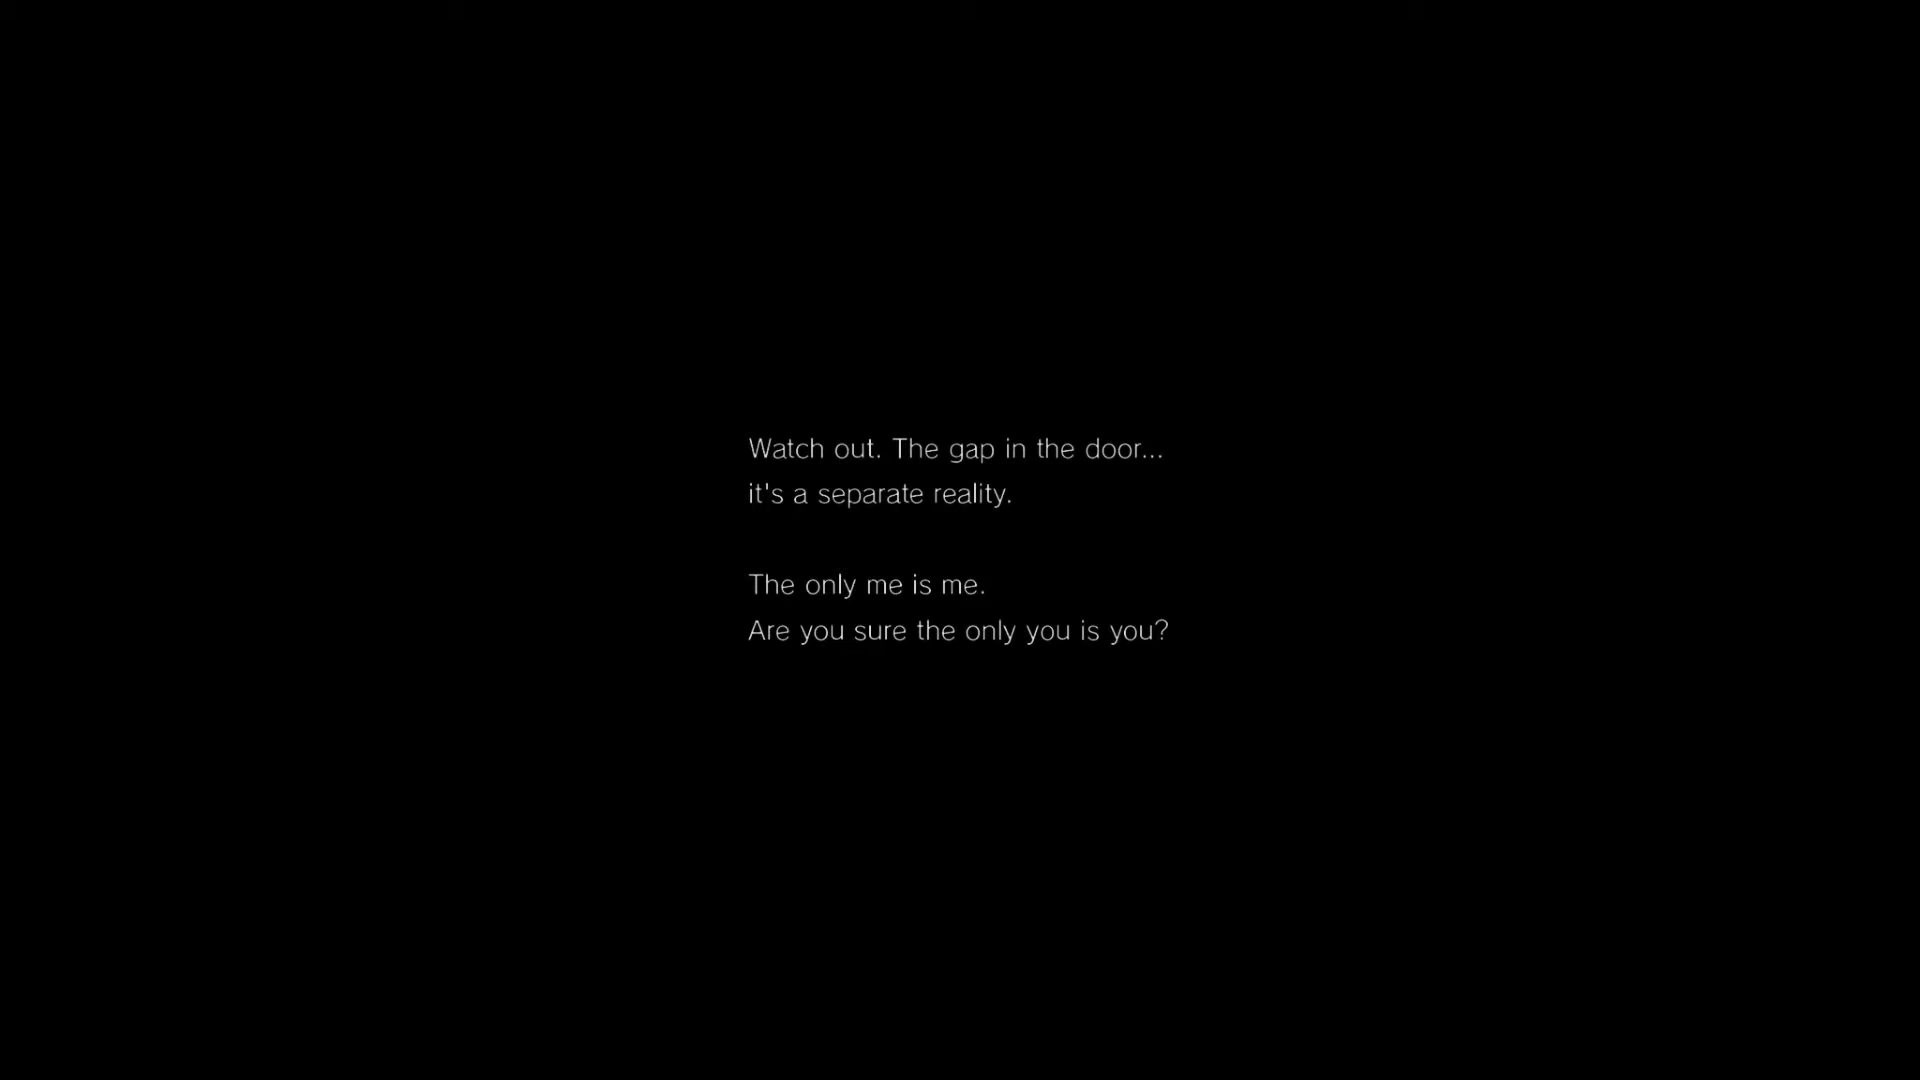 Watch out. The gap in the door...
it's a separate reality.
The only me is me.
Are you sure the only you is you?